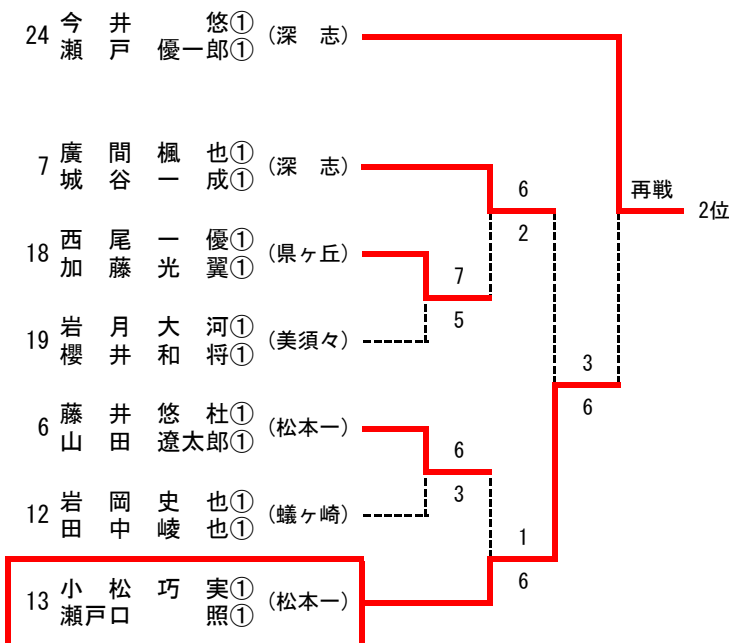 24 今井 悠① (深 志)
瀬戸 優一郎①
7 廣間楓也① (深 志)
城谷一成①
6
再戦
2位
2
18 西尾一優① (県ヶ丘)
加藤光翼①
7
5
19 岩月大河① (美須々)
櫻井和将①
3
6
6 藤井悠杜① (松本一)
山田遼太郎①
6
3
12 岩岡史也① (蟻ヶ崎)
田中崚也①
1
6
13 小松巧実① (松本一)
瀬戸口 照①